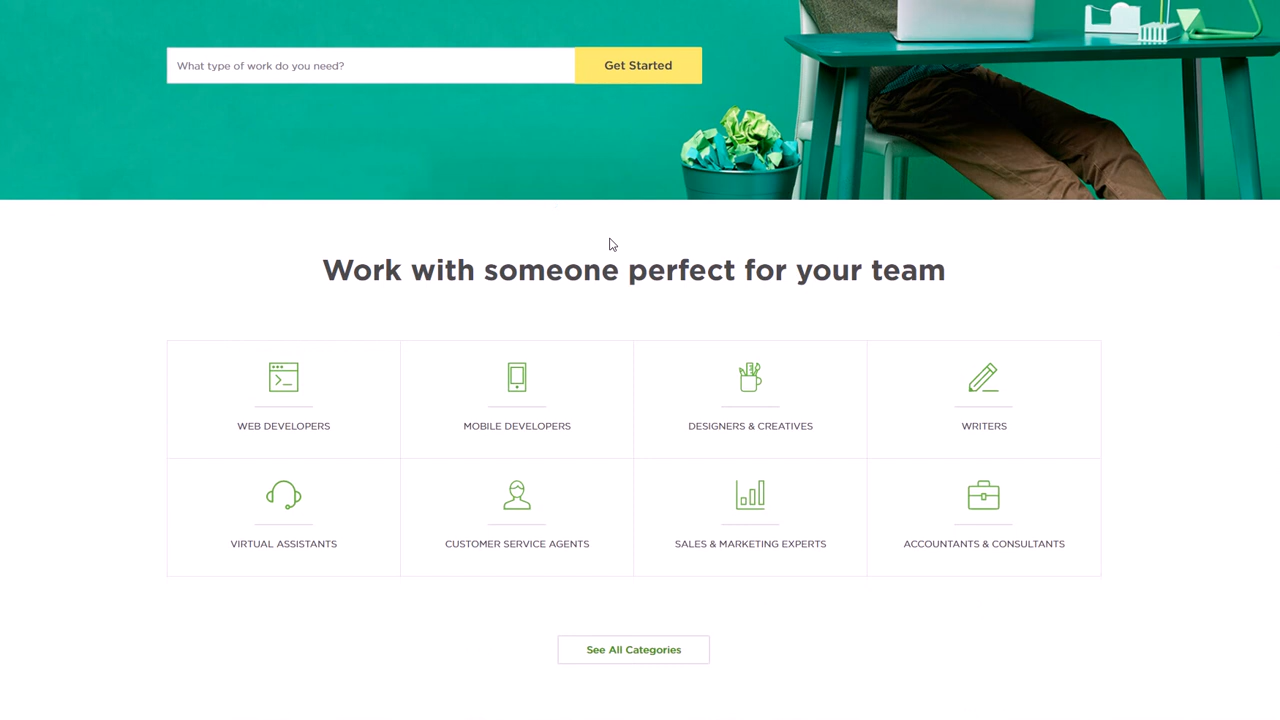 What type of work do you need?
Get Started
Work with someone perfect for your team
WEB DEVELOPERS
MOBILE DEVELOPERS
DESIGNERS & CREATIVES
WRITERS
VIRTUAL ASSISTANTS
CUSTOMER SERVICE AGENTS
SALES & MARKETING EXPERTS
ACCOUNTANTS & CONSULTANTS
See All Categories